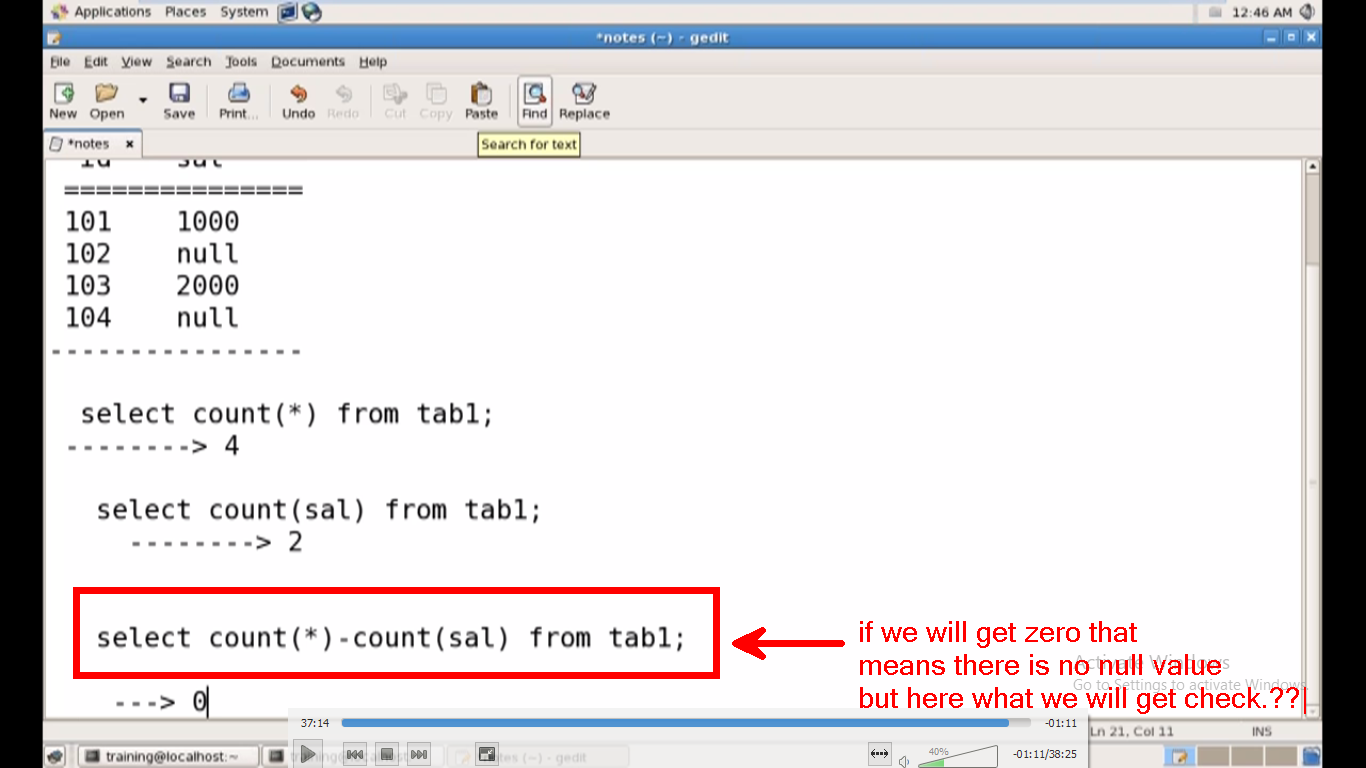 Applications Places System 12:46 AM
*notes (~) - gedit
File Edit View Search Tools Documents Help
New Open Save Print... Undo Redo Cut Copy Paste Find Replace
*notes
Search for text
id sal
===============
101 1000
102 null
103 2000
104 null
----------------
select count(*) from tab1;
--------> 4
select count(sal) from tab1;
--------> 2
select count(*)-count(sal) from tab1;
---> 0
if we will get zero that
means there is no null value
but here what we will get check.??
Activate Windows
Go to Settings to activate Windows.
37:14 -01:11
Ln 21, Col 11 INS
training@localhost:~
40%
-01:11/38:25